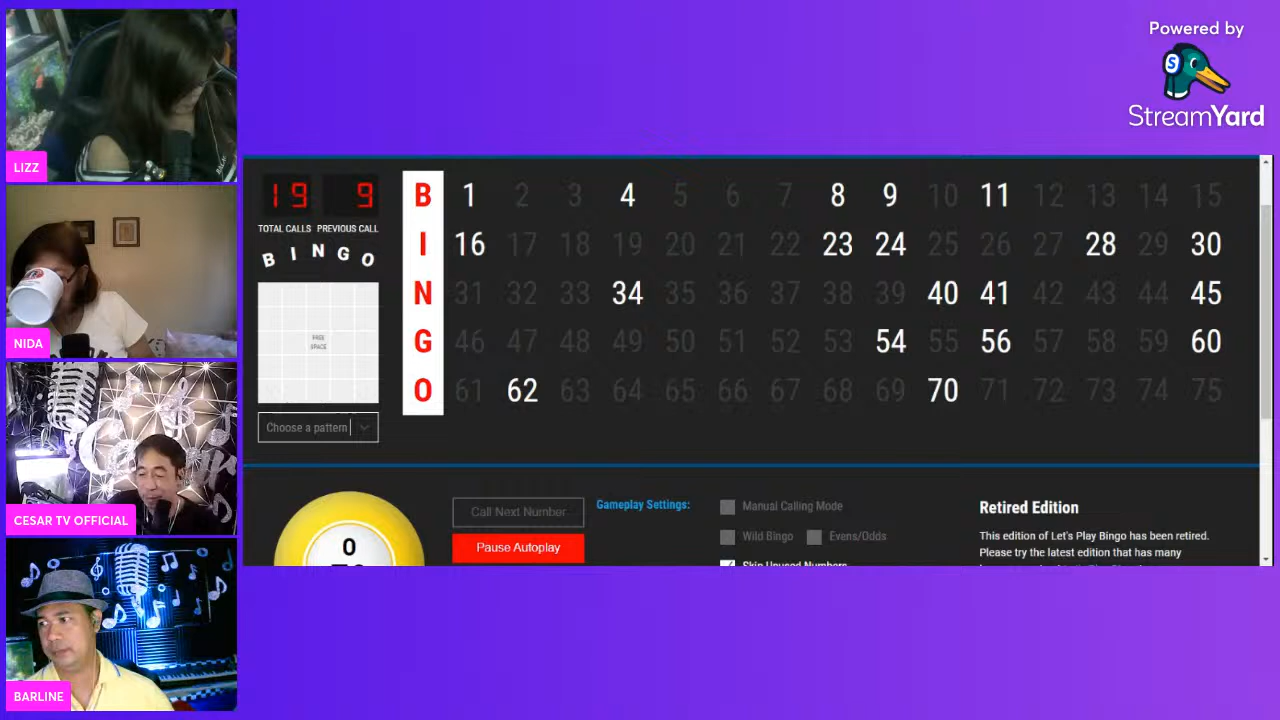 Powered by
StreamYard
LIZZ
NIDA
CESAR TV OFFICIAL
BARLINE
19 9
TOTAL CALLS PREVIOUS CALL
B I N G O
FREE
SPACE
Choose a pattern
B 1 2 3 4 5 6 7 8 9 10 11 12 13 14 15
I 16 17 18 19 20 21 22 23 24 25 26 27 28 29 30
N 31 32 33 34 35 36 37 38 39 40 41 42 43 44 45
G 46 47 48 49 50 51 52 53 54 55 56 57 58 59 60
O 61 62 63 64 65 66 67 68 69 70 71 72 73 74 75
O
70
Call Next Number
Pause Autoplay
Gameplay Settings:
Manual Calling Mode
Wild Bingo Evens/Odds
Skip Unused Numbers
Retired Edition
This edition of Let's Play Bingo has been retired.
Please try the latest edition that has many